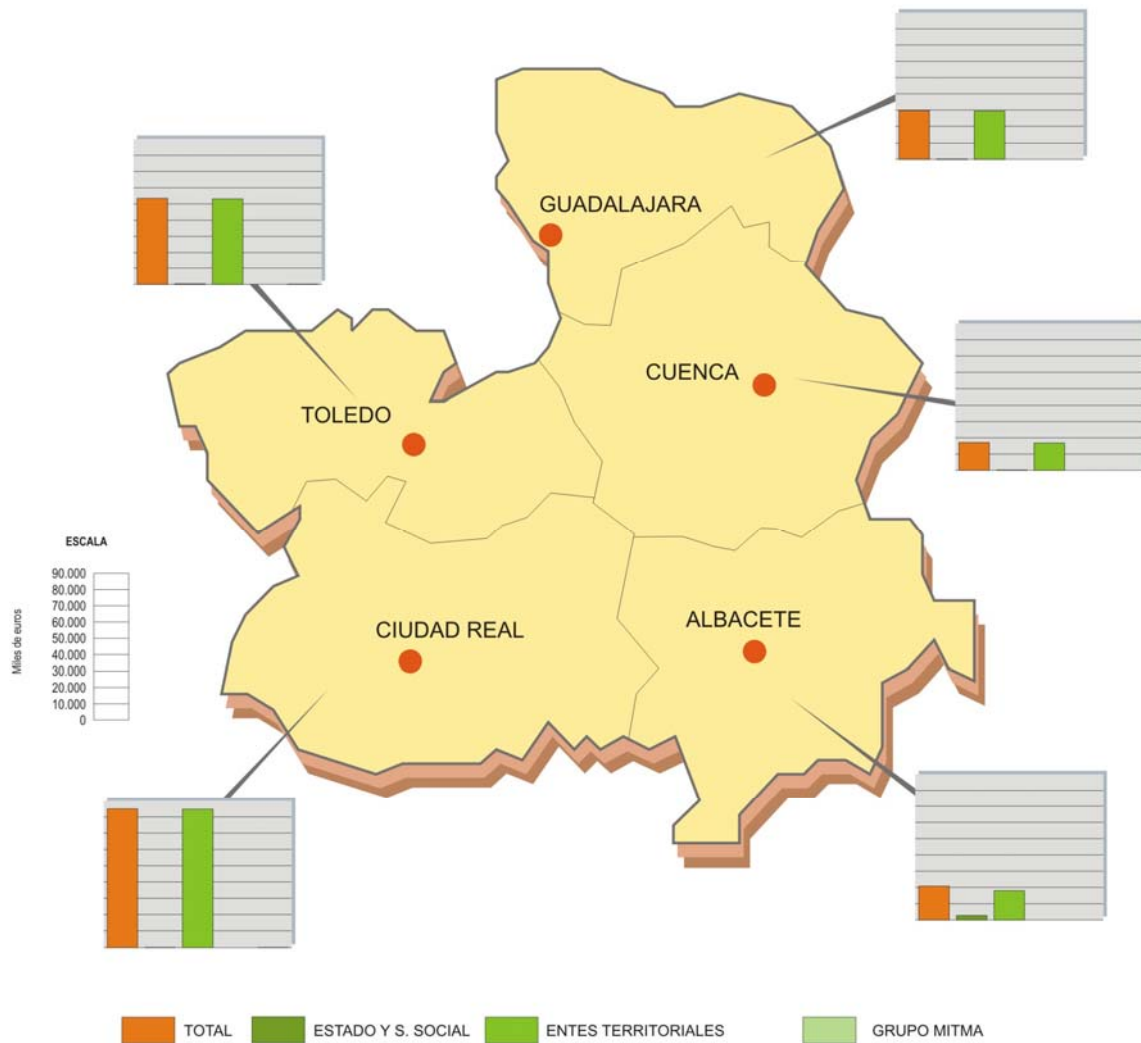 GUADALAJARA
CUENCA
TOLEDO
ESCALA
Miles de euros
90.000
80.000
70.000
60.000
50.000
40.000
30.000
20.000
10.000
0
CIUDAD REAL
ALBACETE
TOTAL
ESTADO Y S. SOCIAL
ENTES TERRITORIALES
GRUPO MITMA